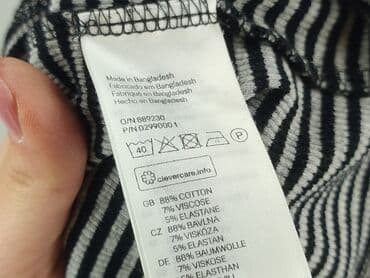 Made in Bangladesh
Fabricado em Bangladesh
Fabriqué en Bangladesh
Hecho en Bangladesh
O/N 889230
P/N 0299000 1
40 P
clevercare.info
GB 88% COTTON
7% VISCOSE
5% ELASTANE
CZ 88% BAVLNA
7% VISKÓZA
5% ELASTAN
DE 88% BAUMWOLLE
7% VISKOSE
5% ELASTHAN